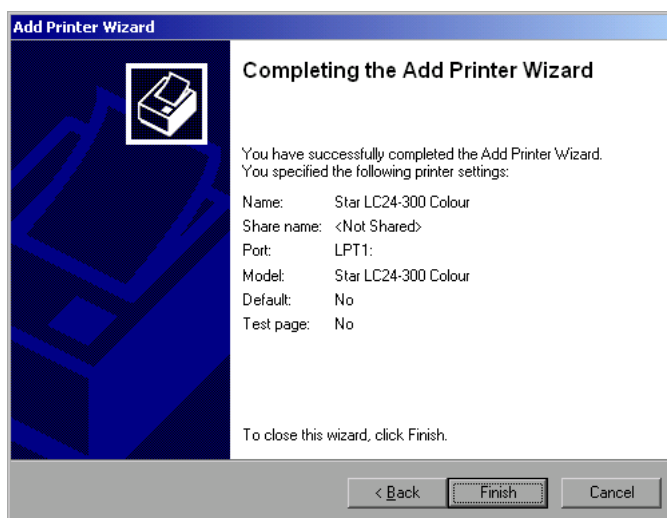 Add Printer Wizard
Completing the Add Printer Wizard
You have successfully completed the Add Printer Wizard.
You specified the following printer settings:
Name: Star LC24-300 Colour
Share name: <Not Shared>
Port: LPT1:
Model: Star LC24-300 Colour
Default: No
Test page: No
To close this wizard, click Finish.
< Back Finish Cancel